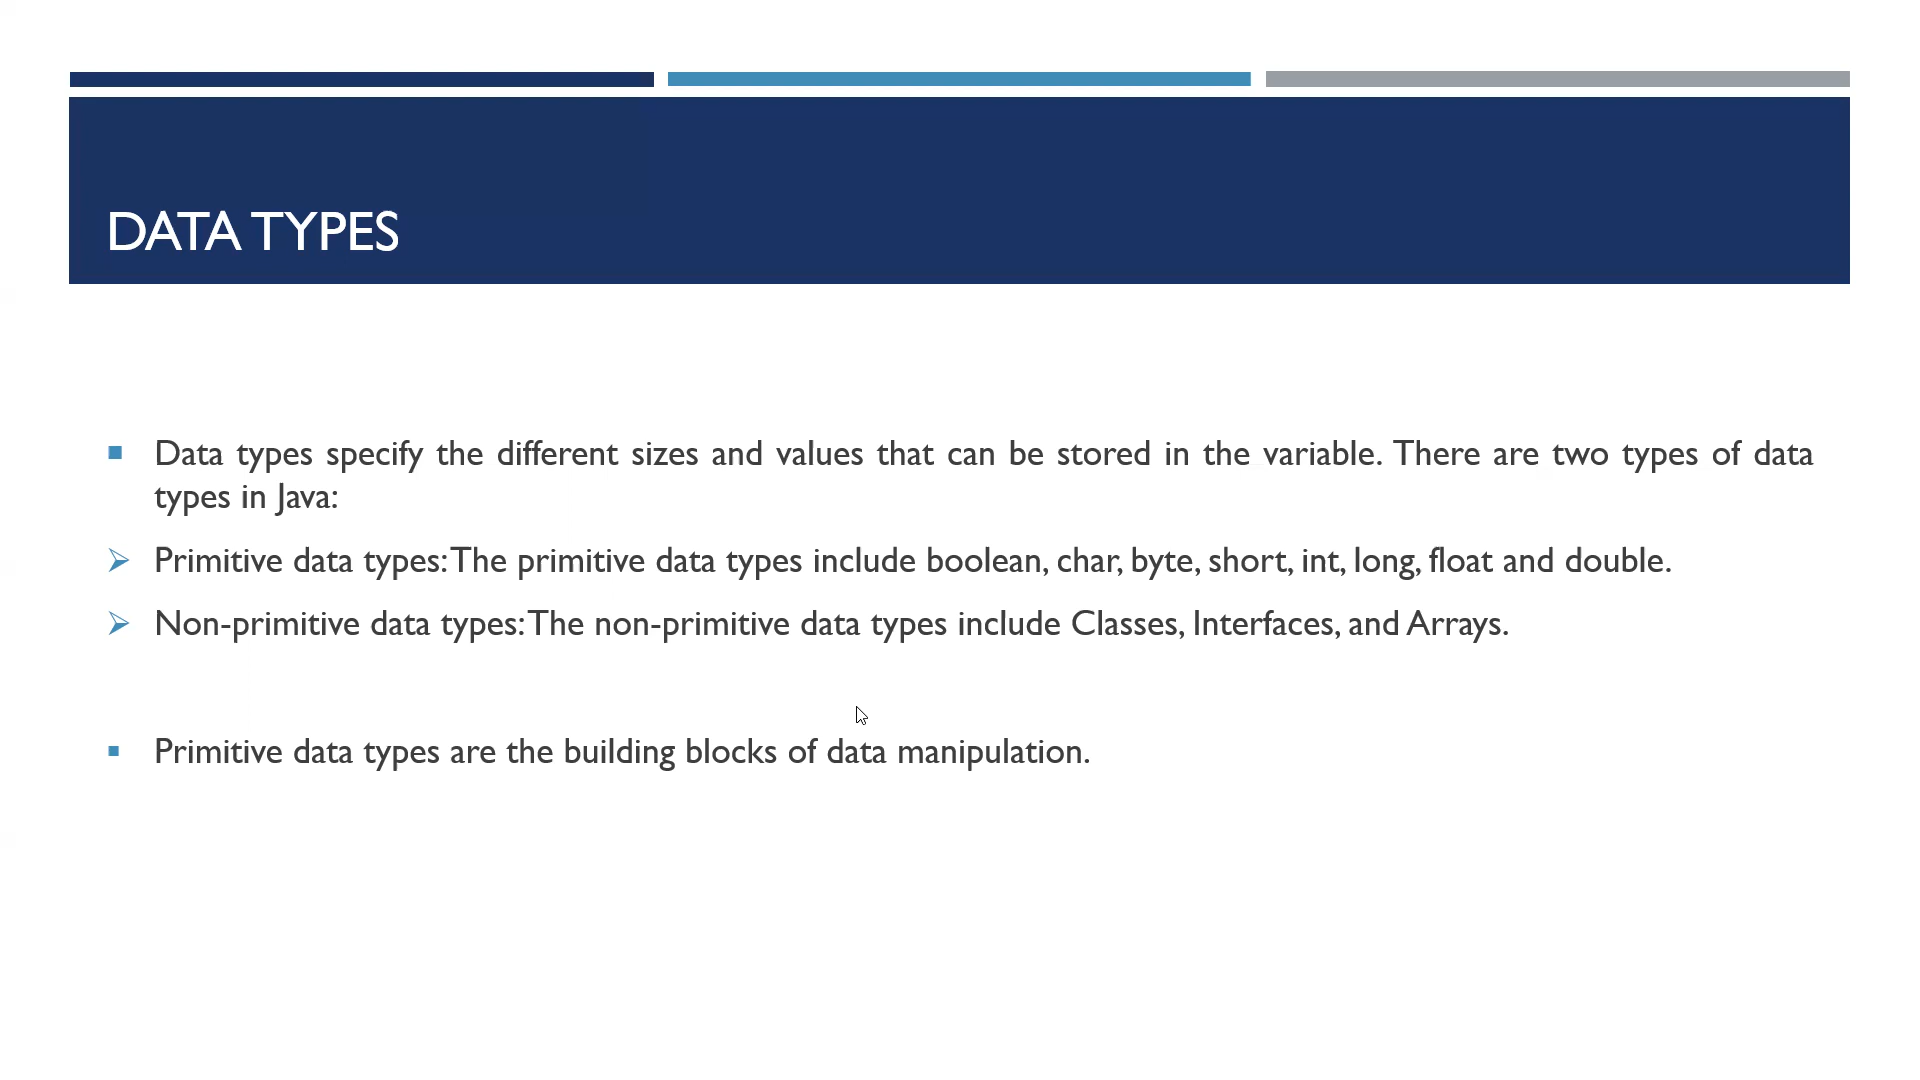 DATA TYPES
Data types specify the different sizes and values that can be stored in the variable. There are two types of data
types in Java:
Primitive data types: The primitive data types include boolean, char, byte, short, int, long, float and double.
Non-primitive data types: The non-primitive data types include Classes, Interfaces, and Arrays.
Primitive data types are the building blocks of data manipulation.